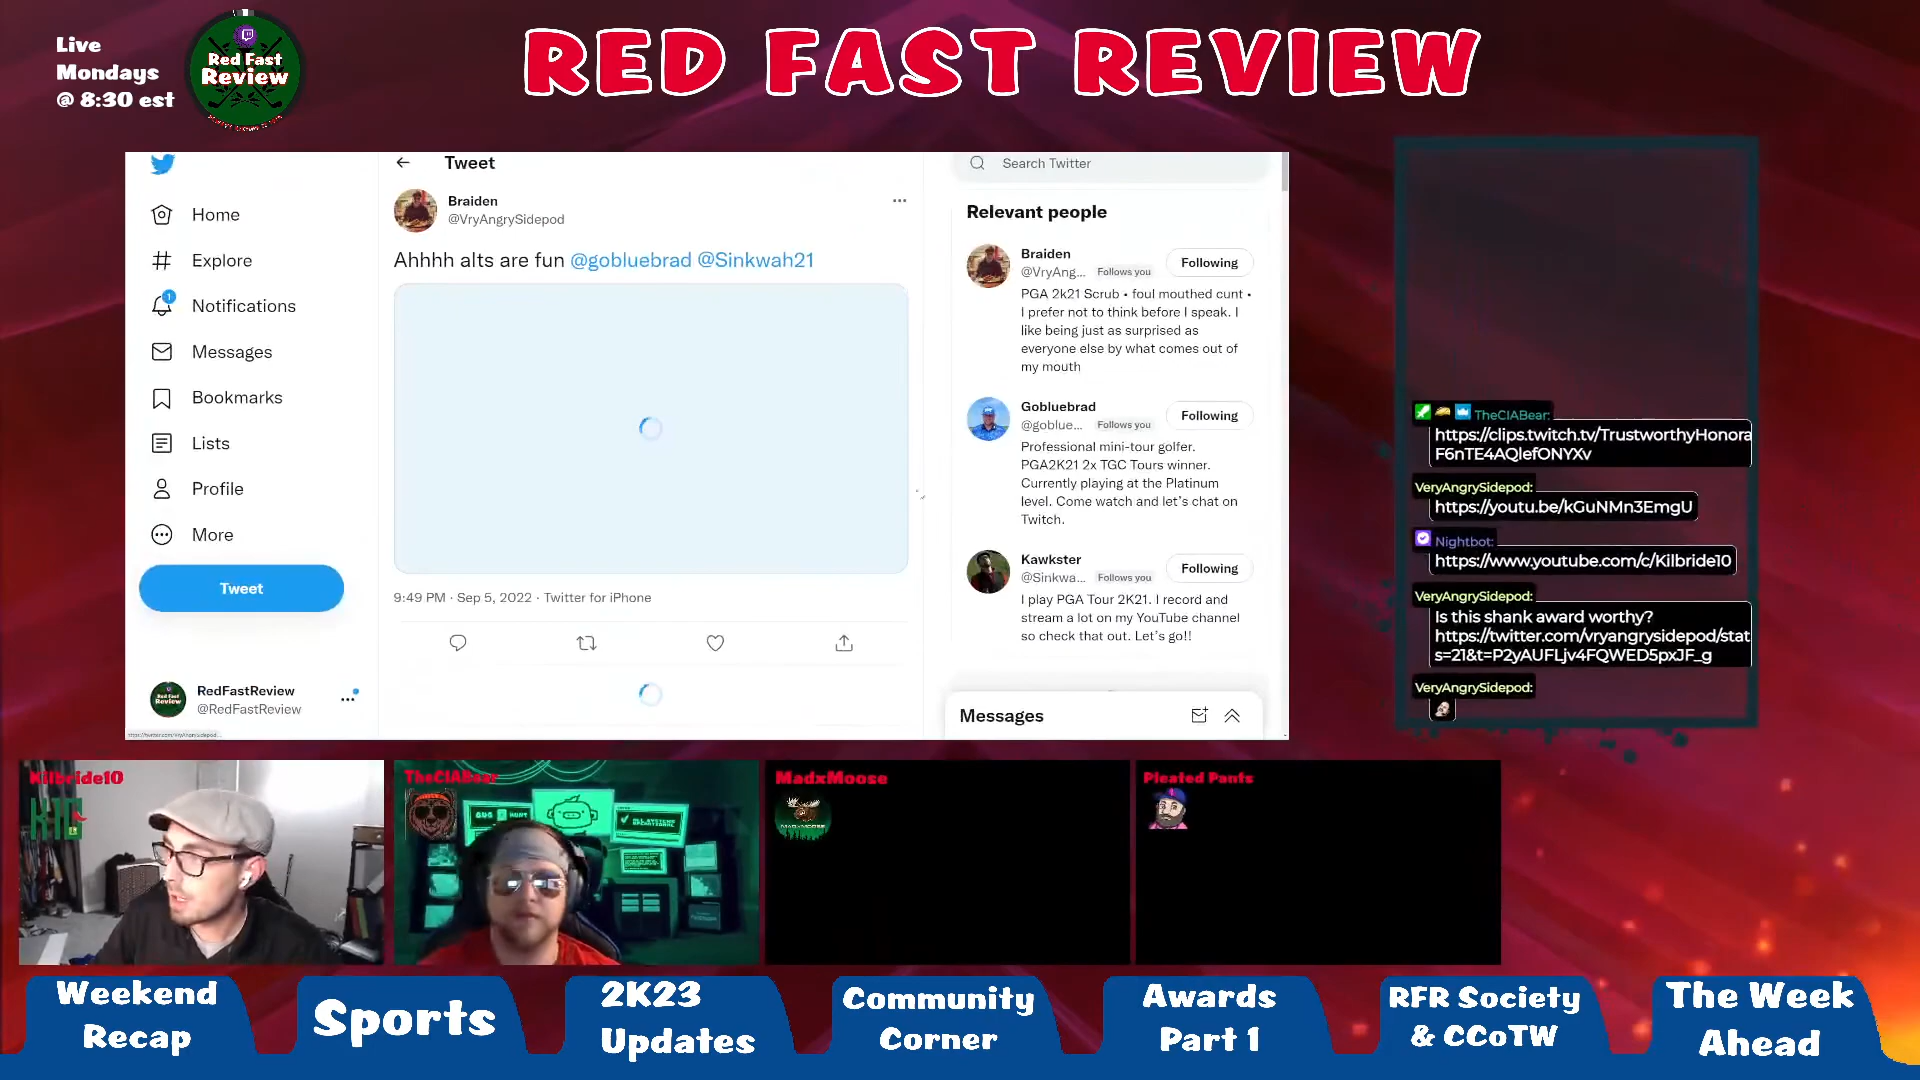 Live
Mondays
@ 8:30 est
Red Fast
Review
RED FAST REVIEW
Tweet
Search Twitter
Home
Explore
Notifications
1
Messages
Bookmarks
Lists
Profile
More
Tweet
RedFastReview
@RedFastReview
Braiden
@VryAngrySidepod
Ahhhh alts are fun @gobluebrad @Sinkwah21
9:49 PM · Sep 5, 2022 · Twitter for iPhone
Relevant people
Braiden
@VryAng... Follows you
Following
PGA 2k21 Scrub • foul mouthed cunt •
I prefer not to think before I speak. I
like being just as surprised as
everyone else by what comes out of
my mouth
Gobluebrad
@goblue... Follows you
Following
Professional mini-tour golfer.
PGA2K21 2x TGC Tours winner.
Currently playing at the Platinum
level. Come watch and let's chat on
Twitch.
Kawkster
@Sinkwa... Follows you
Following
I play PGA Tour 2K21. I record and
stream a lot on my YouTube channel
so check that out. Let's go!!
Messages
TheCIABear:
https://clips.twitch.tv/TrustworthyHonora
F6nTE4AQlefONYXv
VeryAngrySidepod:
https://youtu.be/kGuNMn3EmgU
Nightbot:
https://www.youtube.com/c/Kilbride10
VeryAngrySidepod:
Is this shank award worthy?
https://twitter.com/vryangrysidepod/stat
s=21&t=P2yAUFLjv4FQWED5pxJF_g
VeryAngrySidepod:
Kilbride10
TheCIABear
MadxMoose
Pleated Pants
Weekend
Recap
Sports
2K23
Updates
Community
Corner
Awards
Part 1
RFR Society
& CCoTW
The Week
Ahead